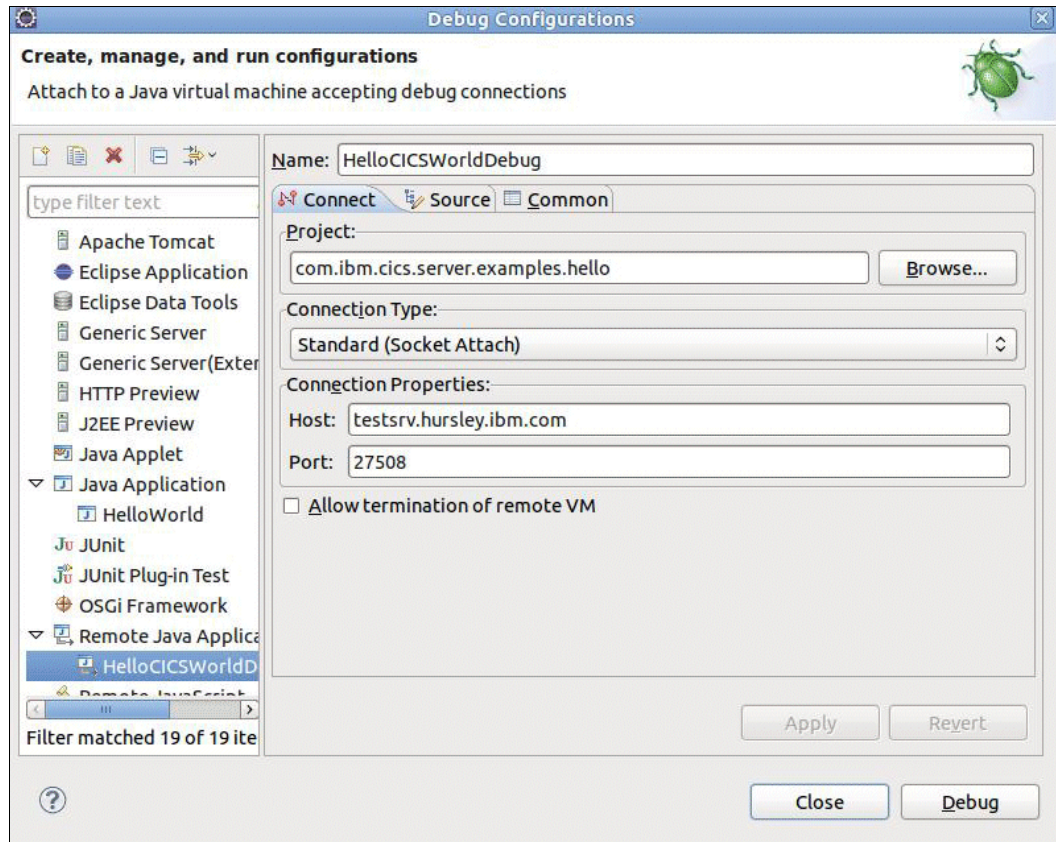 Debug Configurations
Create, manage, and run configurations
Attach to a Java virtual machine accepting debug connections
type filter text
Apache Tomcat
Eclipse Application
Eclipse Data Tools
Generic Server
Generic Server(Exter
HTTP Preview
J2EE Preview
Java Applet
Java Application
HelloWorld
JUnit
JUnit Plug-in Test
OSGi Framework
Remote Java Applica
HelloCICSWorldD
Remote JavaScript
Filter matched 19 of 19 ite
Name: HelloCICSWorldDebug
Connect Source Common
Project:
com.ibm.cics.server.examples.hello Browse...
Connection Type:
Standard (Socket Attach)
Connection Properties:
Host: testsrv.hursley.ibm.com
Port: 27508
Allow termination of remote VM
Apply Revert
Close Debug